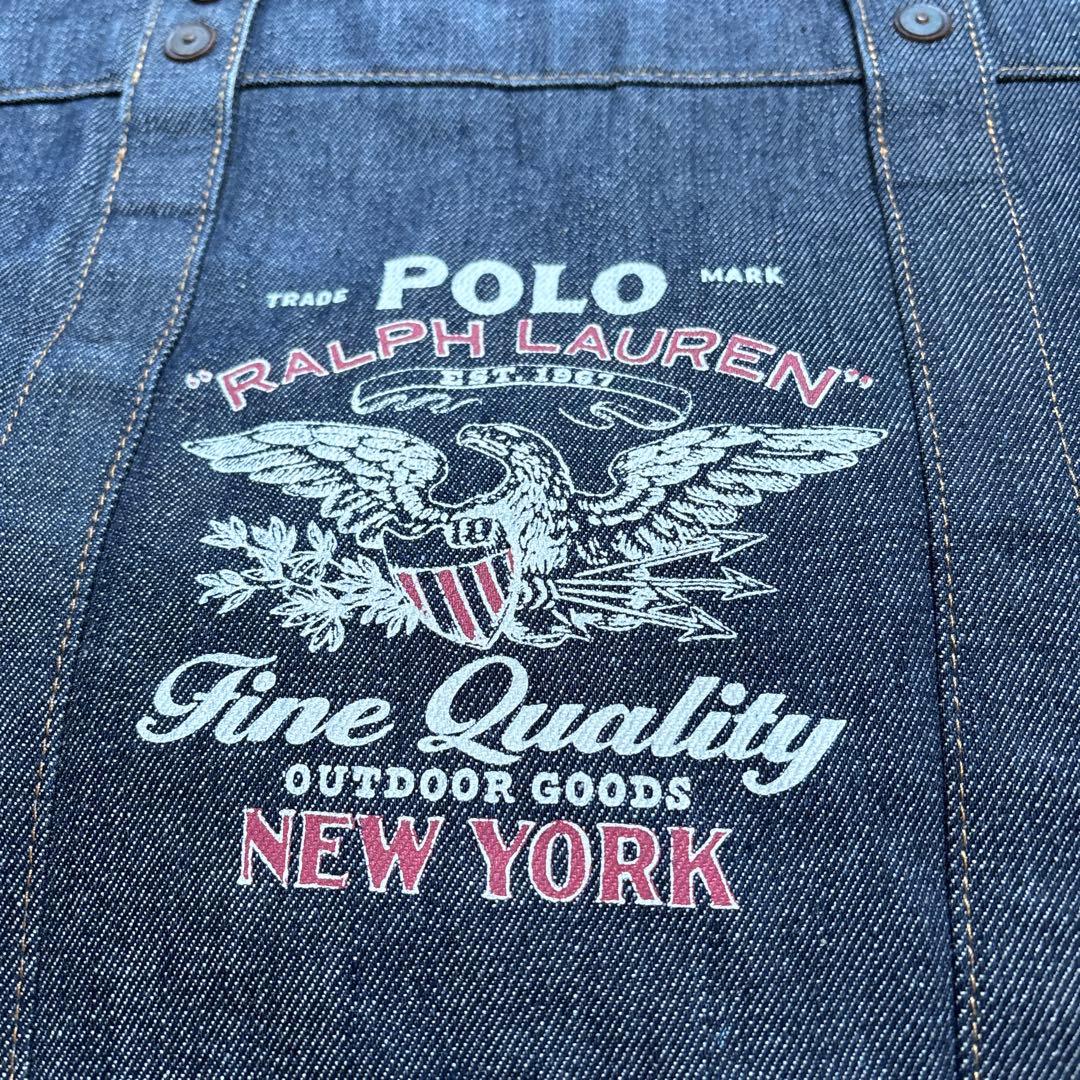 TRADE POLO MARK
"RALPH LAUREN"
EST. 1967
Fine Quality
OUTDOOR GOODS
NEW YORK